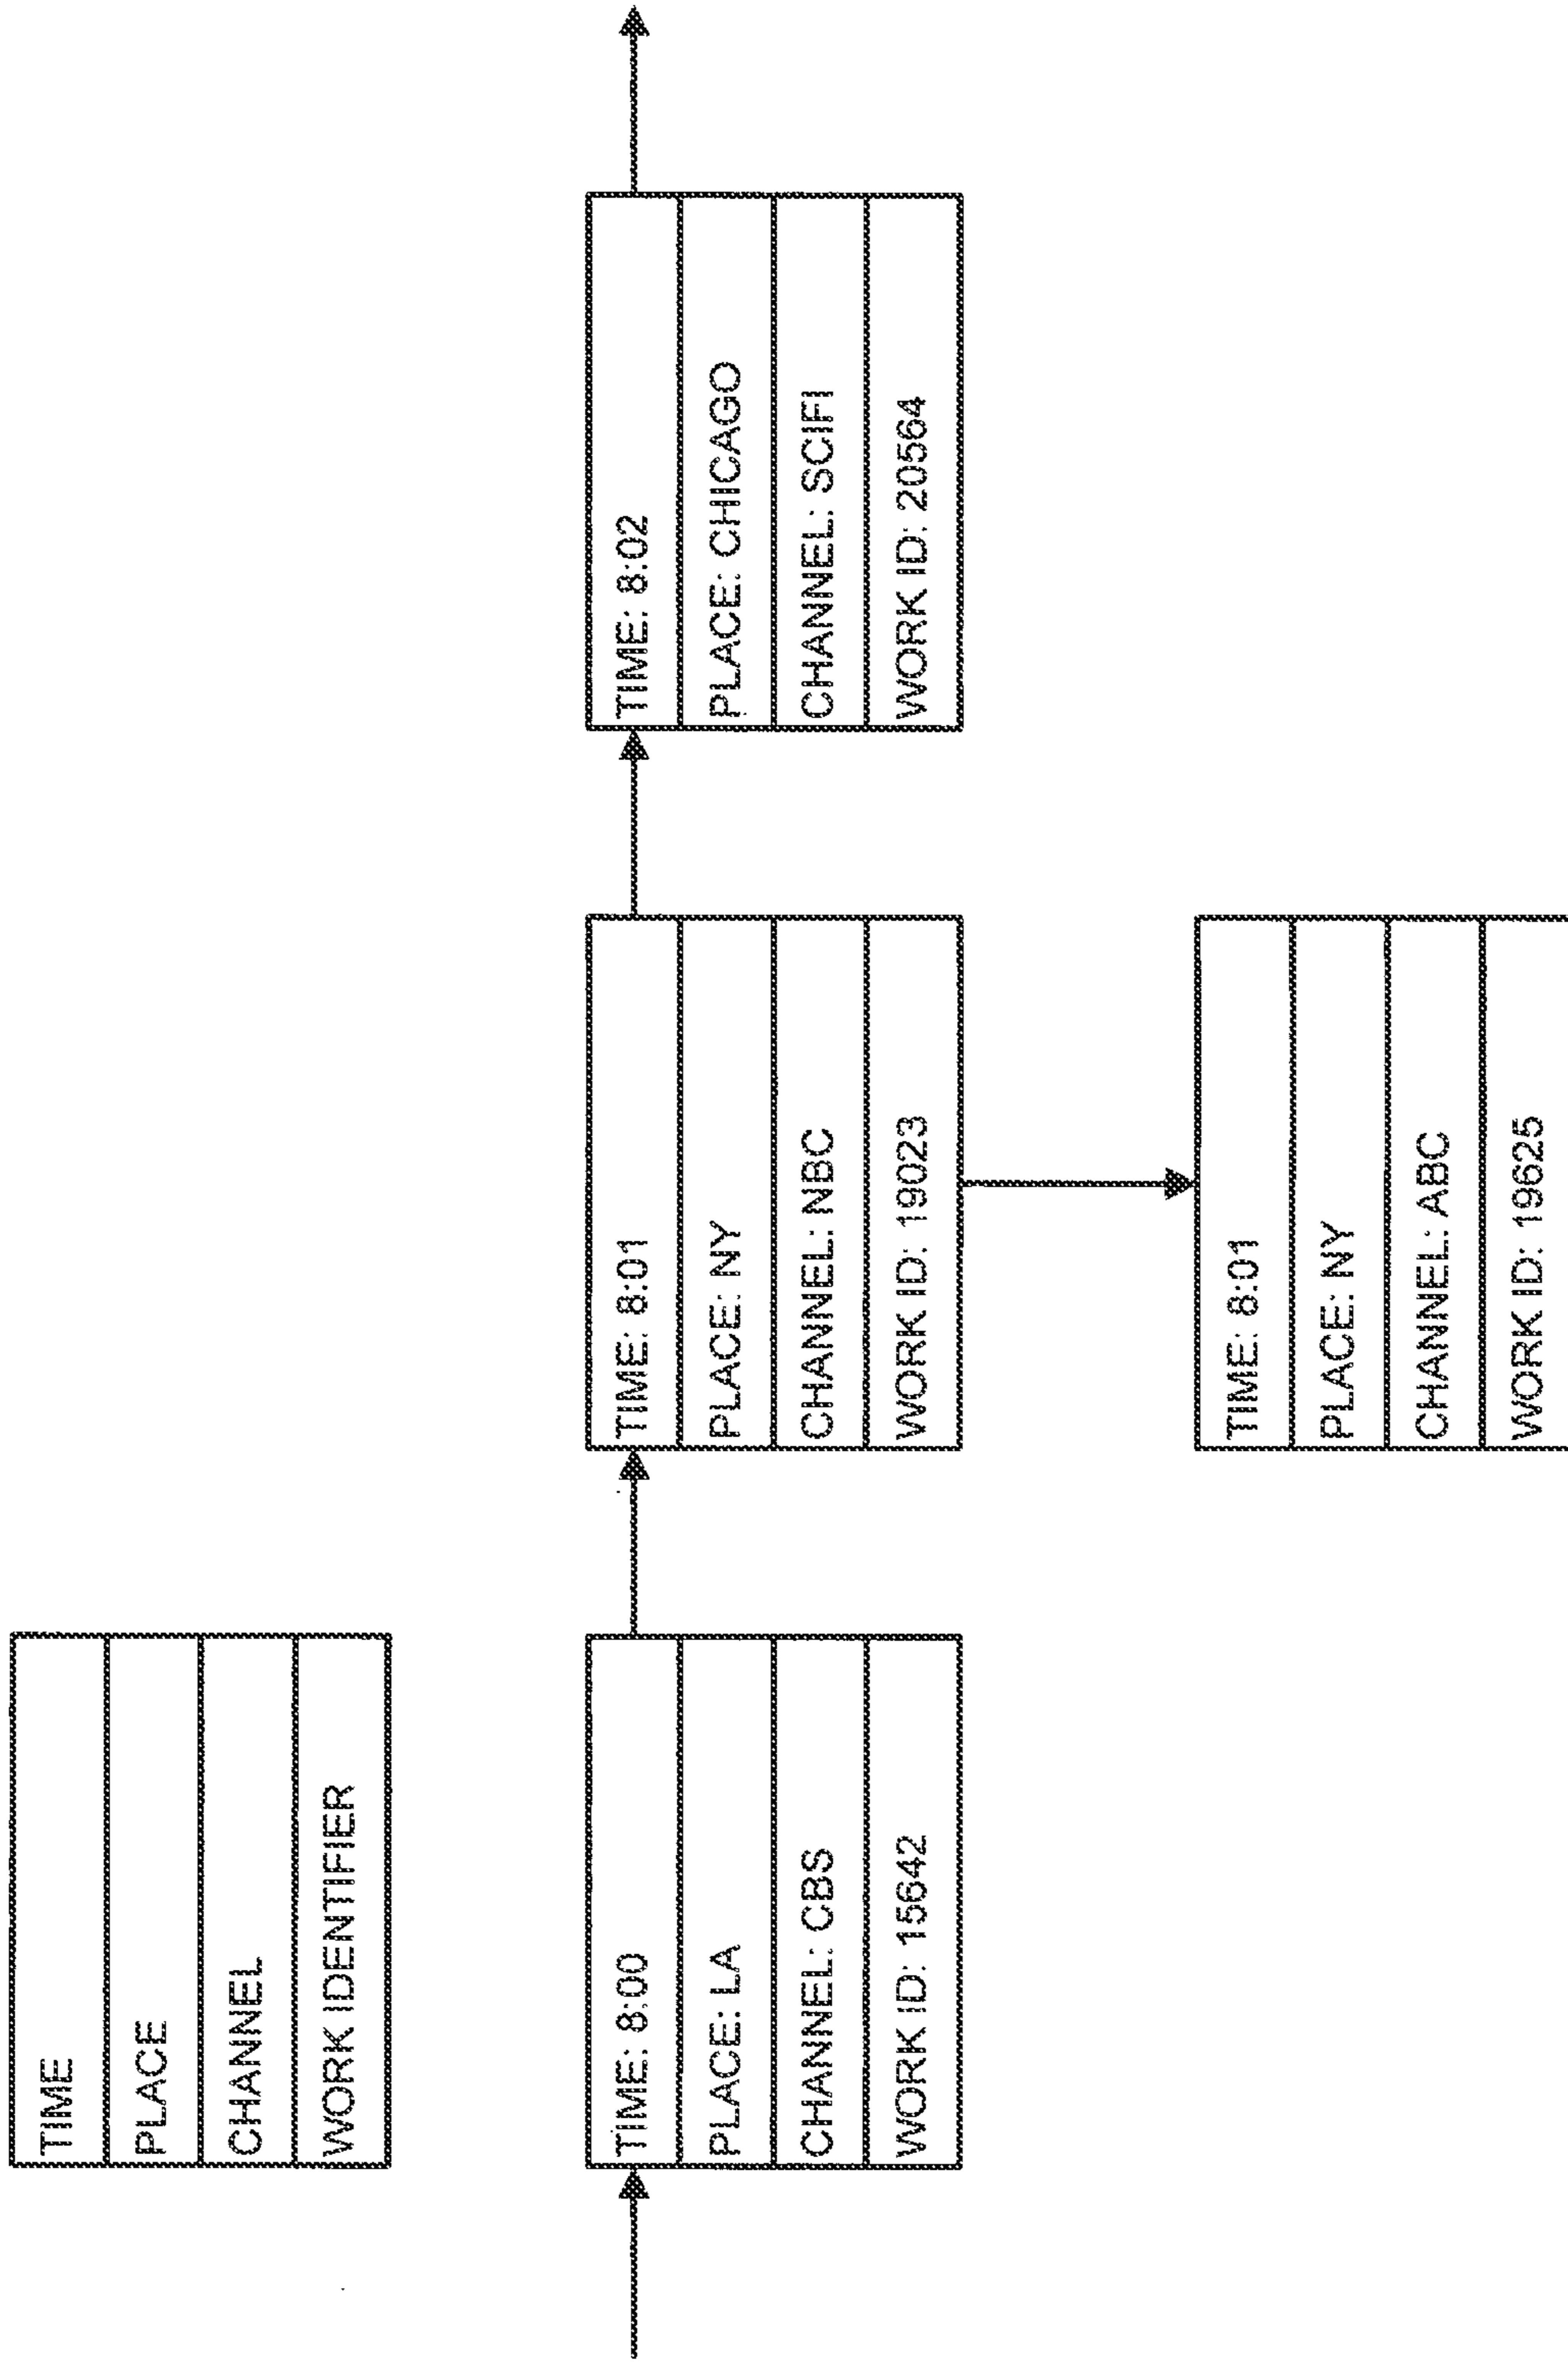 TIME
PLACE
CHANNEL
WORK IDENTIFIER
TIME: 8:00
PLACE: LA
CHANNEL: CBS
WORK ID: 15642
TIME: 8:01
PLACE: NY
CHANNEL: NBC
WORK ID: 19023
TIME: 8:02
PLACE: CHICAGO
CHANNEL: SCIFI
WORK ID: 20564
TIME: 8:01
PLACE: NY
CHANNEL: ABC
WORK ID: 19625